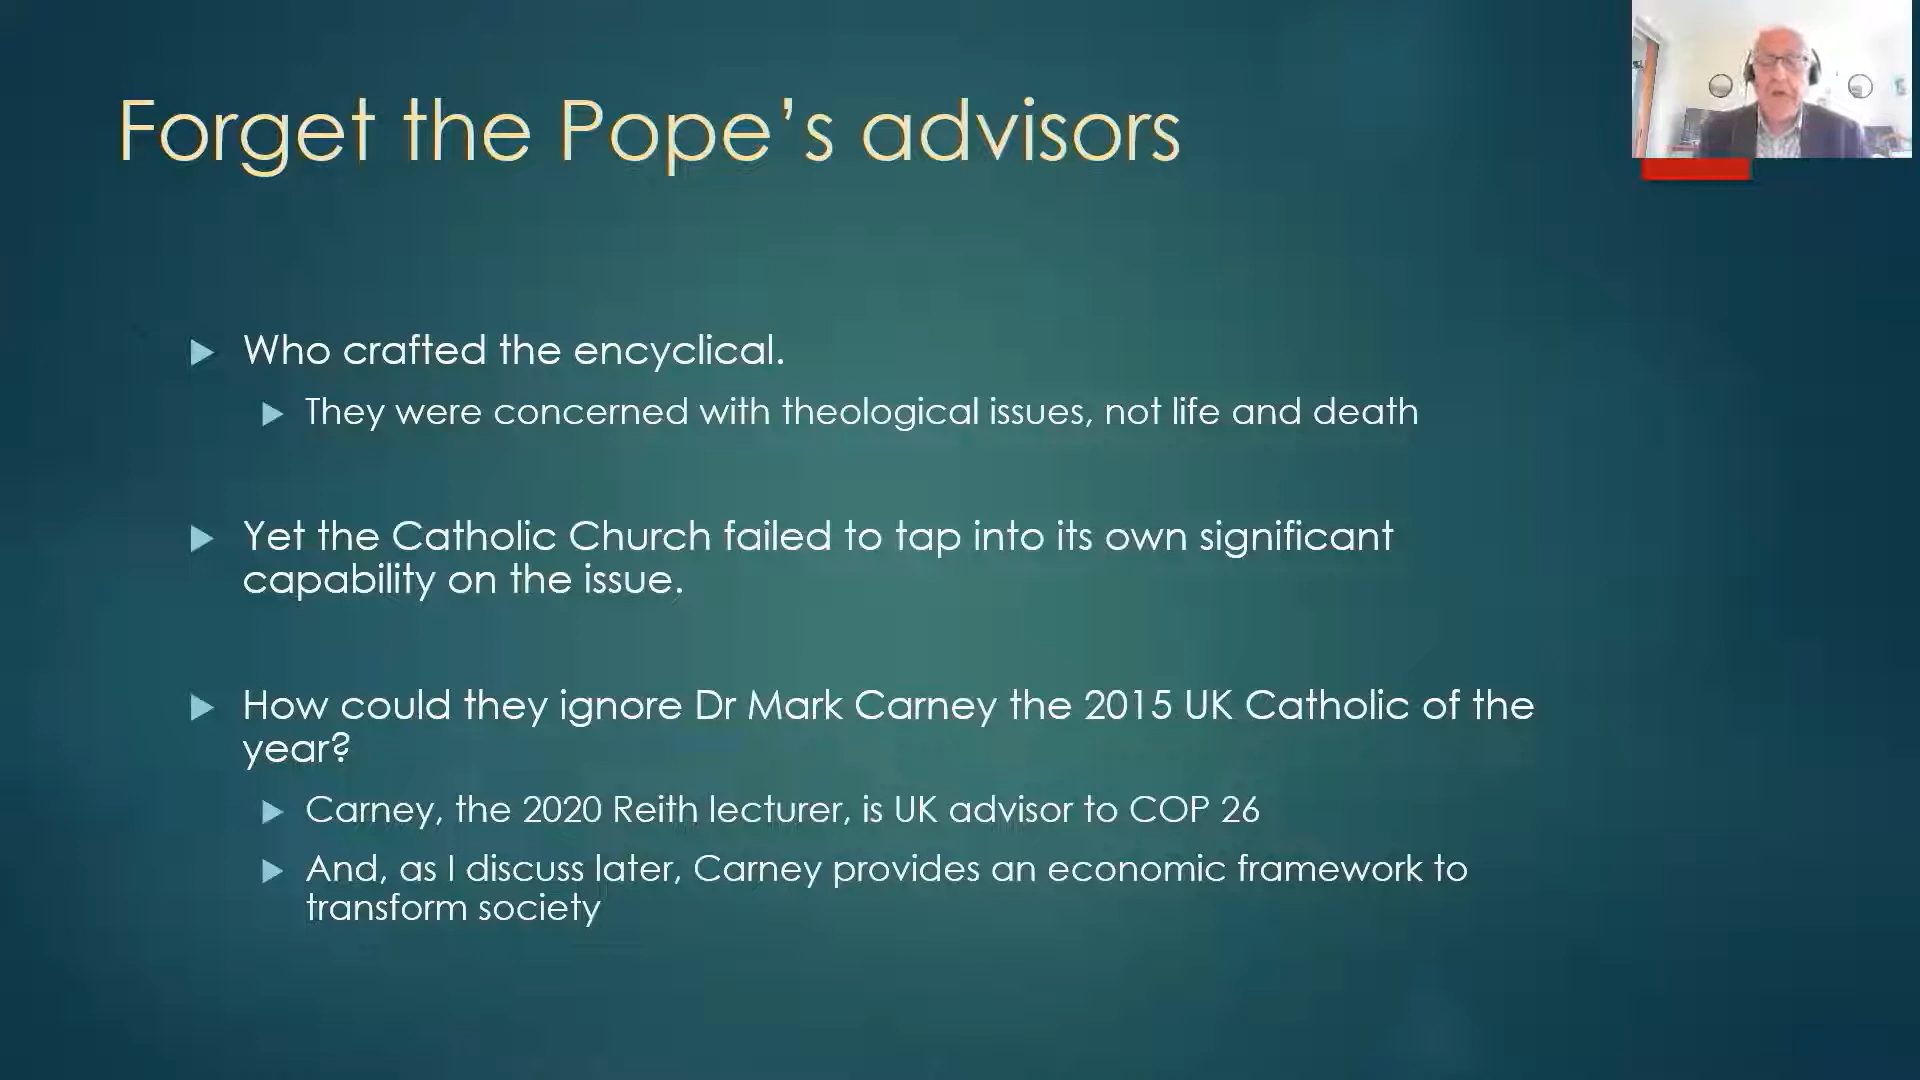 Forget the Pope's advisors
Who crafted the encyclical.
They were concerned with theological issues, not life and death
Yet the Catholic Church failed to tap into its own significant
capability on the issue.
How could they ignore Dr Mark Carney the 2015 UK Catholic of the
year?
Carney, the 2020 Reith lecturer, is UK advisor to COP 26
And, as I discuss later, Carney provides an economic framework to
transform society